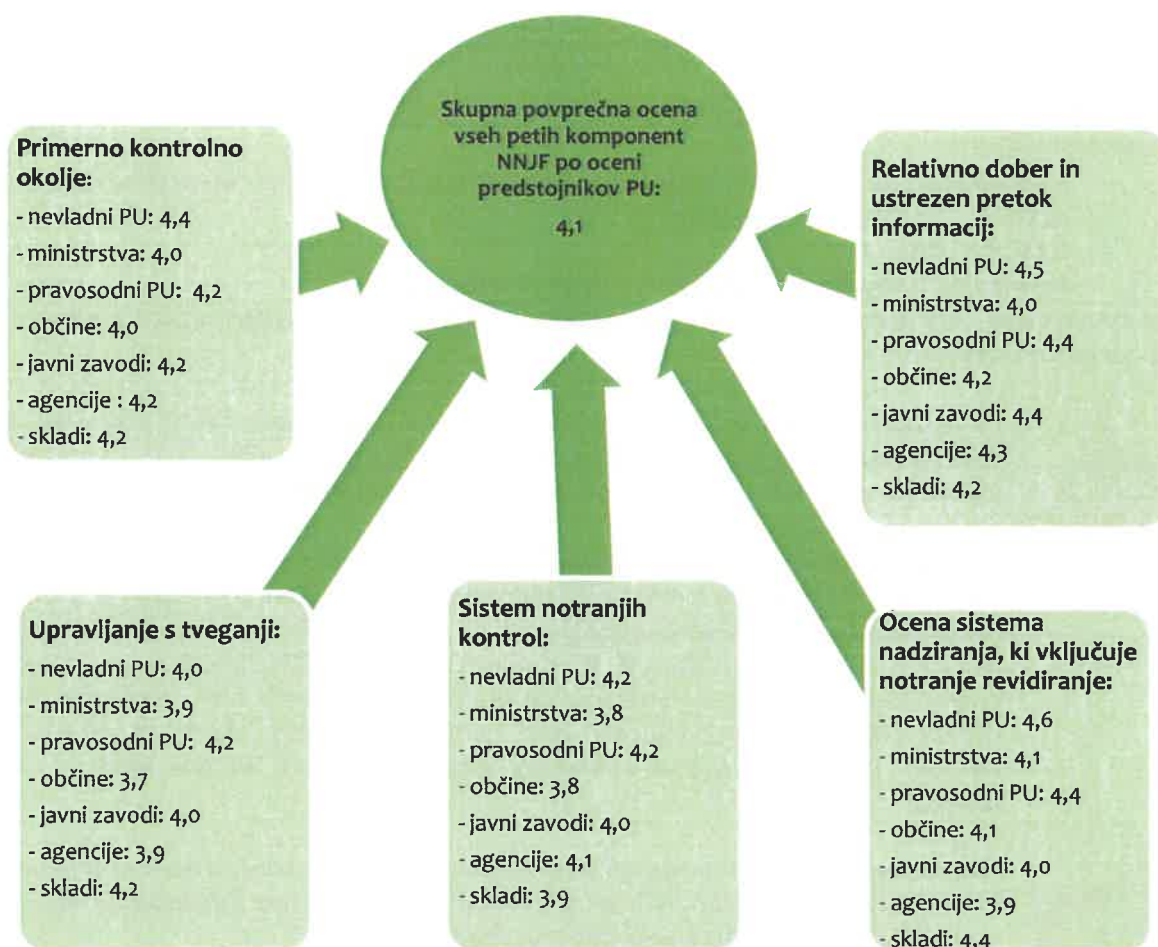 Skupna povprečna ocena
vseh petih komponent
NNJF po oceni
predstojnikov PU:
4,1
Primerno kontrolno
okolje:
- nevladni PU: 4,4
- ministrstva: 4,0
- pravosodni PU: 4,2
- občine: 4,0
- javni zavodi: 4,2
- agencije : 4,2
- skladi: 4,2
Relativno dober in
ustrezen pretok
informacij:
- nevladni PU: 4,5
- ministrstva: 4,0
- pravosodni PU: 4,4
- občine: 4,2
- javni zavodi: 4,4
- agencije: 4,3
- skladi: 4,2
Upravljanje s tveganji:
- nevladni PU: 4,0
- ministrstva: 3,9
- pravosodni PU: 4,2
- občine: 3,7
- javni zavodi: 4,0
- agencije: 3,9
- skladi: 4,2
Sistem notranjih
kontrol:
- nevladni PU: 4,2
- ministrstva: 3,8
- pravosodni PU: 4,2
- občine: 3,8
- javni zavodi: 4,0
- agencije: 4,1
- skladi: 3,9
Ocena sistema
nadziranja, ki vključuje
notranje revidiranje:
- nevladni PU: 4,6
- ministrstva: 4,1
- pravosodni PU: 4,4
- občine: 4,1
- javni zavodi: 4,0
- agencije: 3,9
- skladi: 4,4